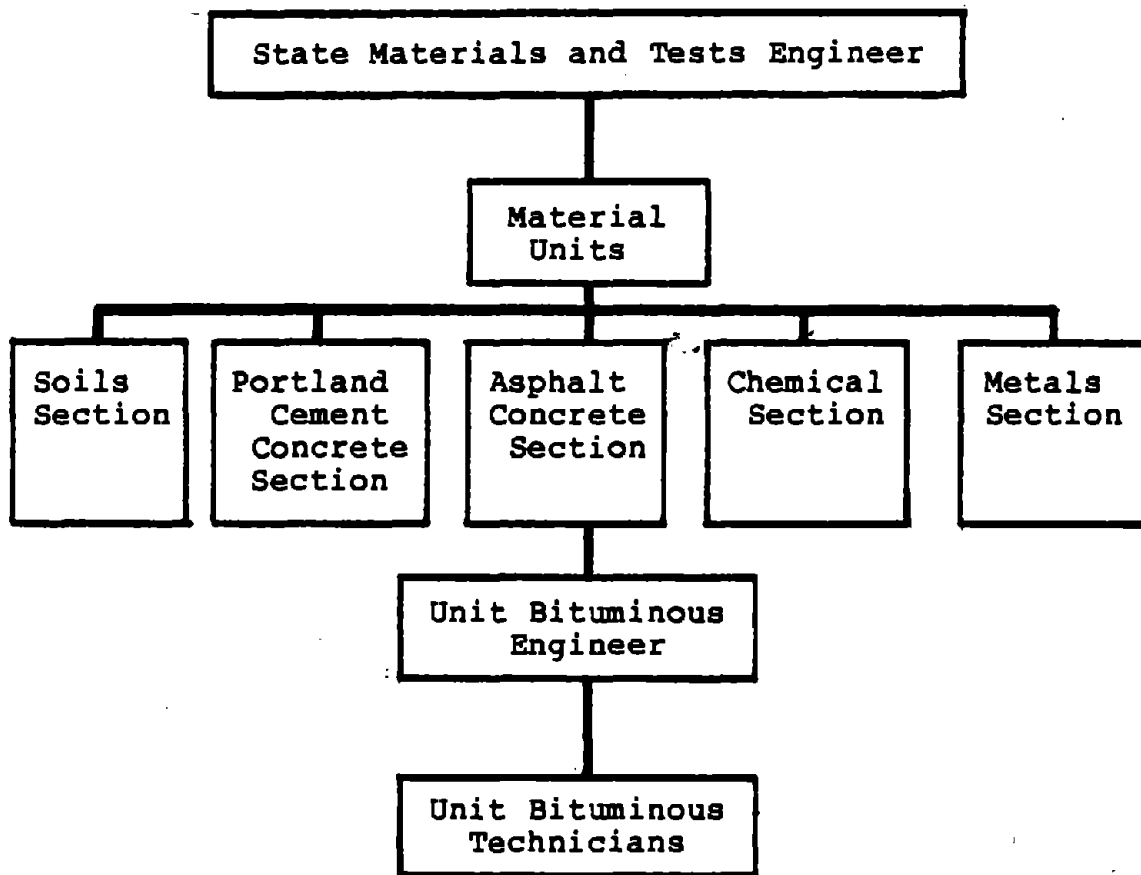 State Materials and Tests Engineer
Material
Units
Soils
Section
Portland
Cement
Concrete
Section
Asphalt
Concrete
Section
Chemical
Section
Metals
Section
Unit Bituminous
Engineer
Unit Bituminous
Technicians